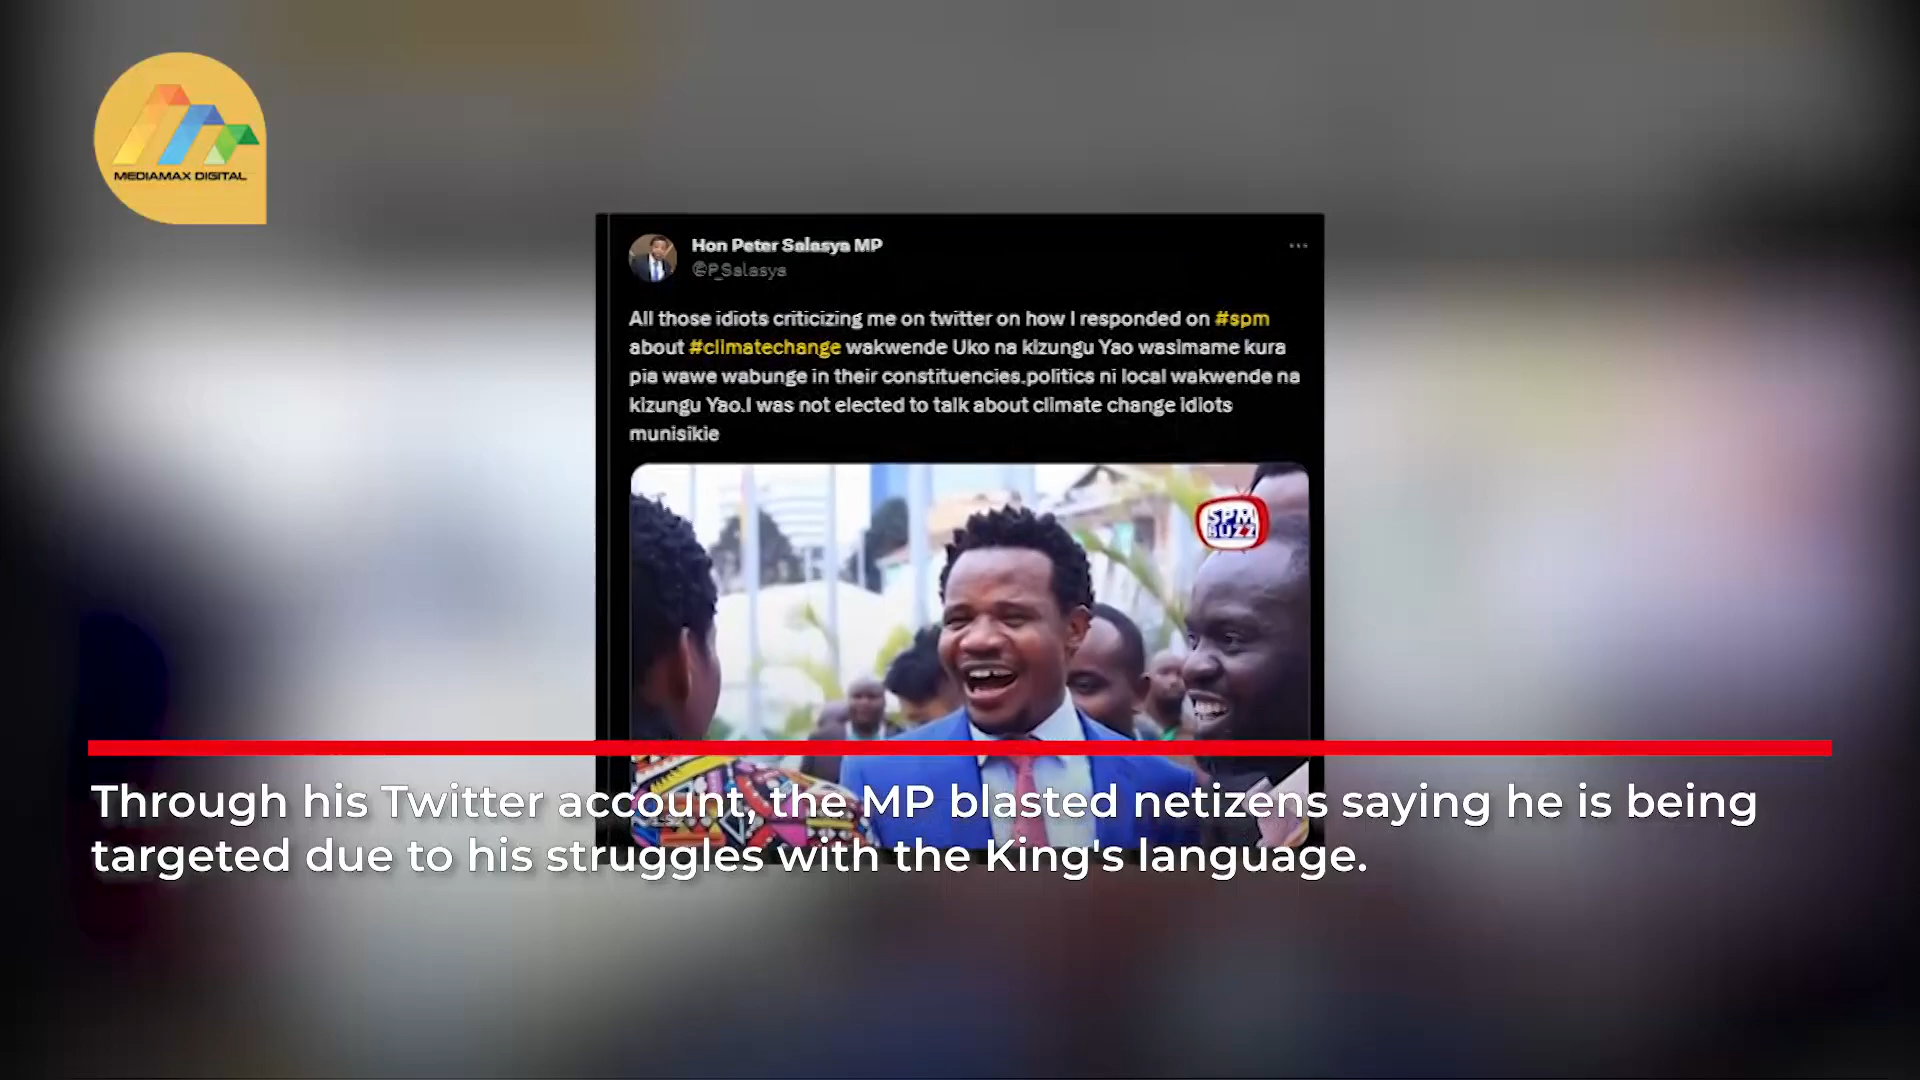 MEDIAMAX DIGITAL
Hon Peter Salasya MP
@P_Salasya
All those idiots criticizing me on twitter on how I responded on #spm
about #climatechange wakwende Uko na kizungu Yao wasimame kura
pia wawe wabunge in their constituencies.politics ni local wakwende na
kizungu Yao.I was not elected to talk about climate change idiots
munisikie
SPM
BUZZ
Through his Twitter account, the MP blasted netizens saying he is being
targeted due to his struggles with the King's language.